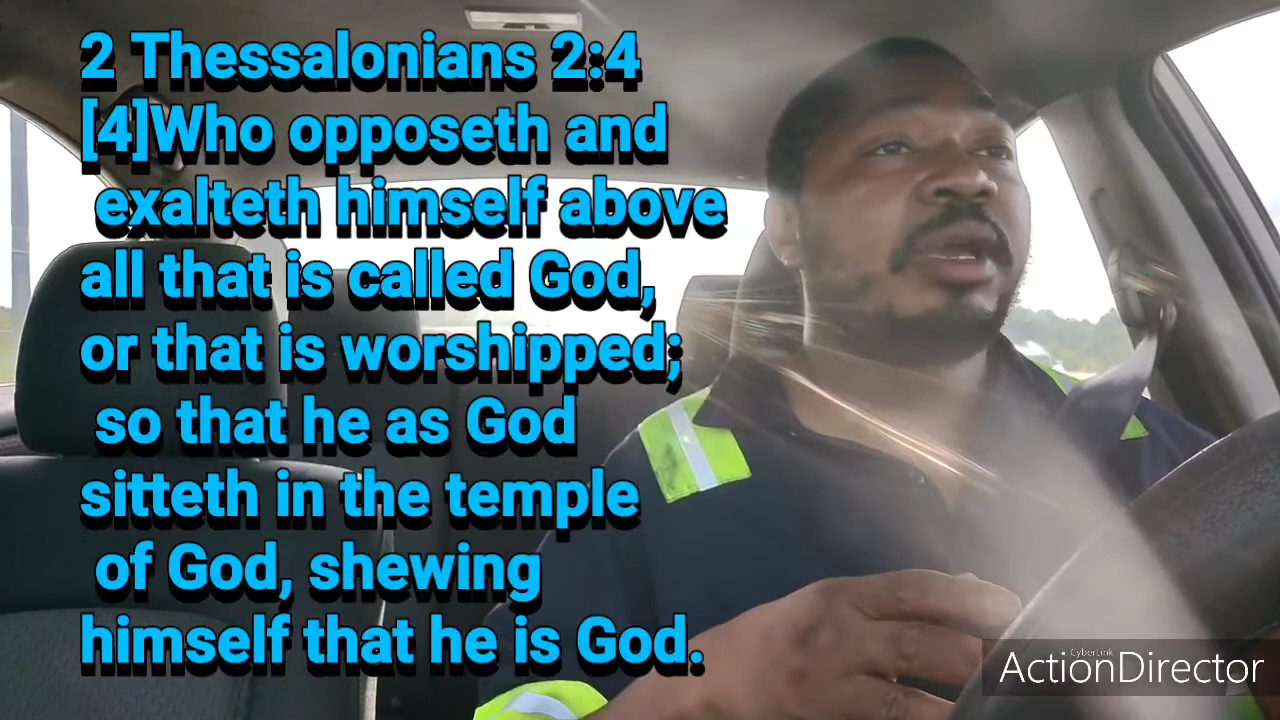 2 Thessalonians 2:4
[4]Who opposeth and
exalteth himself above
all that is called God,
or that is worshipped;
so that he as God
sitteth in the temple
of God, shewing
himself that he is God.
CyberLink
ActionDirector